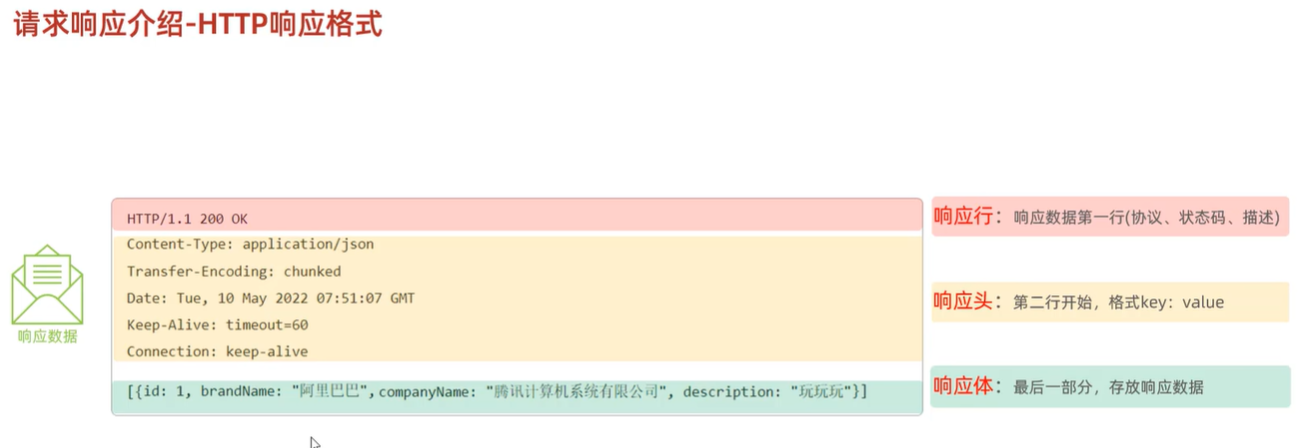 请求响应介绍-HTTP响应格式
HTTP/1.1 200 OK
响应行：响应数据第一行(协议、状态码、描述)
Content-Type: application/json
Transfer-Encoding: chunked
Date: Tue, 10 May 2022 07:51:07 GMT
Keep-Alive: timeout=60
Connection: keep-alive
响应头：第二行开始，格式key：value
响应数据
[{id: 1, brandName: "阿里巴巴",companyName: "腾讯计算机系统有限公司", description: "玩玩玩"}]
响应体：最后一部分，存放响应数据